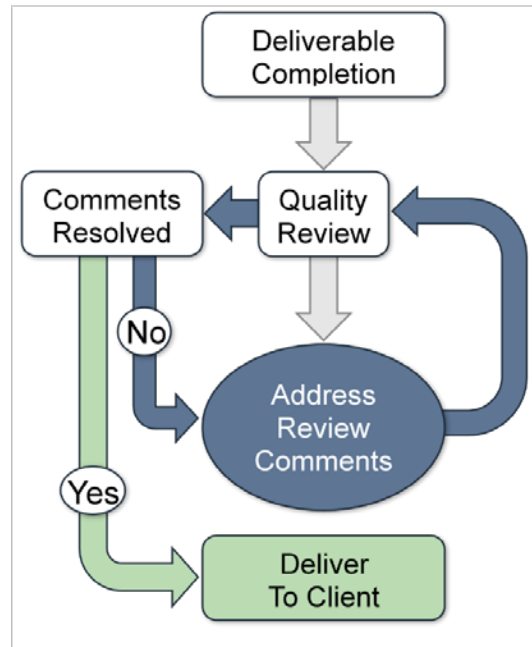 Deliverable
Completion
Comments
Resolved
Quality
Review
No
Address
Review
Comments
Yes
Deliver
To Client